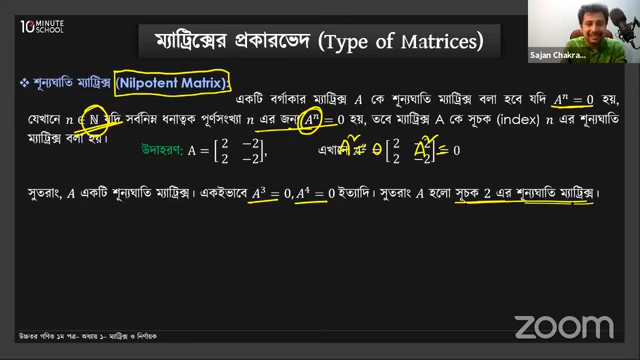 10 MINUTE SCHOOL
ম্যাট্রিক্সের প্রকারভেদ (Type of Matrices)
Sajan Chakra...
❖ শূন্যঘাতি ম্যাট্রিক্স (Nilpotent Matrix):
একটি বর্গাকার ম্যাট্রিক্স A কে শূন্যঘাতি ম্যাট্রিক্স বলা হবে যদি Aⁿ = 0 হয়,
যেখানে n ∈ ℕ যদি সর্বনিম্ন ধনাত্মক পূর্ণসংখ্যা n এর জন্য Aⁿ = 0 হয়, তবে ম্যাট্রিক্স A কে সূচক (index) n এর শূন্যঘাতি
ম্যাট্রিক্স বলা হয়।
উদাহরণ: A = [2 −2; 2 −2], এখানে A² = [2 −2; 2 −2] = 0
A² = 0 A² =
সুতরাং, A একটি শূন্যঘাতি ম্যাট্রিক্স। একইভাবে A³ = 0, A⁴ = 0 ইত্যাদি। সুতরাং A হলো সূচক 2 এর শূন্যঘাতি ম্যাট্রিক্স।
উচ্চতর গণিত ১ম পত্র- অধ্যায় ১- ম্যাট্রিক্স ও নির্ণায়ক
zoom